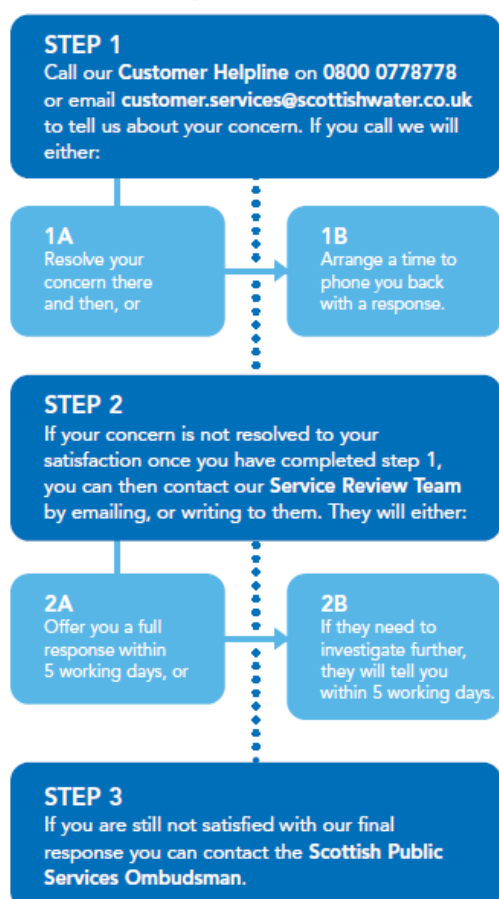 STEP 1
Call our Customer Helpline on 0800 0778778
or email customer.services@scottishwater.co.uk
to tell us about your concern. If you call we will
either:
1A
Resolve your
concern there
and then, or
1B
Arrange a time to
phone you back
with a response.
STEP 2
If your concern is not resolved to your
satisfaction once you have completed step 1,
you can then contact our Service Review Team
by emailing, or writing to them. They will either:
2A
Offer you a full
response within
5 working days, or
2B
If they need to
investigate further,
they will tell you
within 5 working days.
STEP 3
If you are still not satisfied with our final
response you can contact the Scottish Public
Services Ombudsman.